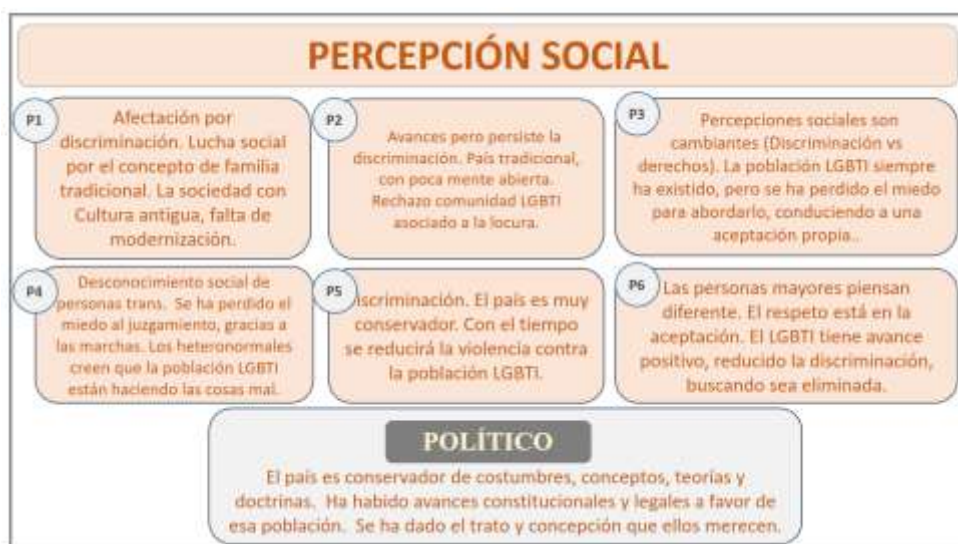 PERCEPCIÓN SOCIAL
P1
Afectación por
discriminación. Lucha social
por el concepto de familia
tradicional. La sociedad con
Cultura antigua, falta de
modernización.
P2
Avances pero persiste la
discriminación. País tradicional,
con poca mente abierta.
Rechazo comunidad LGBTI
asociado a la locura.
P3
Percepciones sociales son
cambiantes (Discriminación vs
derechos). La población LGBTI siempre
ha existido, pero se ha perdido el miedo
para abordarlo, conduciendo a una
aceptación propia..
P4
Desconocimiento social de
personas trans. Se ha perdido el
miedo al juzgamiento, gracias a
las marchas. Los heteronormales
creen que la población LGBTI
están haciendo las cosas mal.
P5
iscriminación. El país es muy
conservador. Con el tiempo
se reducirá la violencia contra
la población LGBTI.
P6
Las personas mayores piensan
diferente. El respeto está en la
aceptación. El LGBTI tiene avance
positivo, reducido la discriminación,
buscando sea eliminada.
POLÍTICO
El país es conservador de costumbres, conceptos, teorías y
doctrinas. Ha habido avances constitucionales y legales a favor de
esa población. Se ha dado el trato y concepción que ellos merecen.